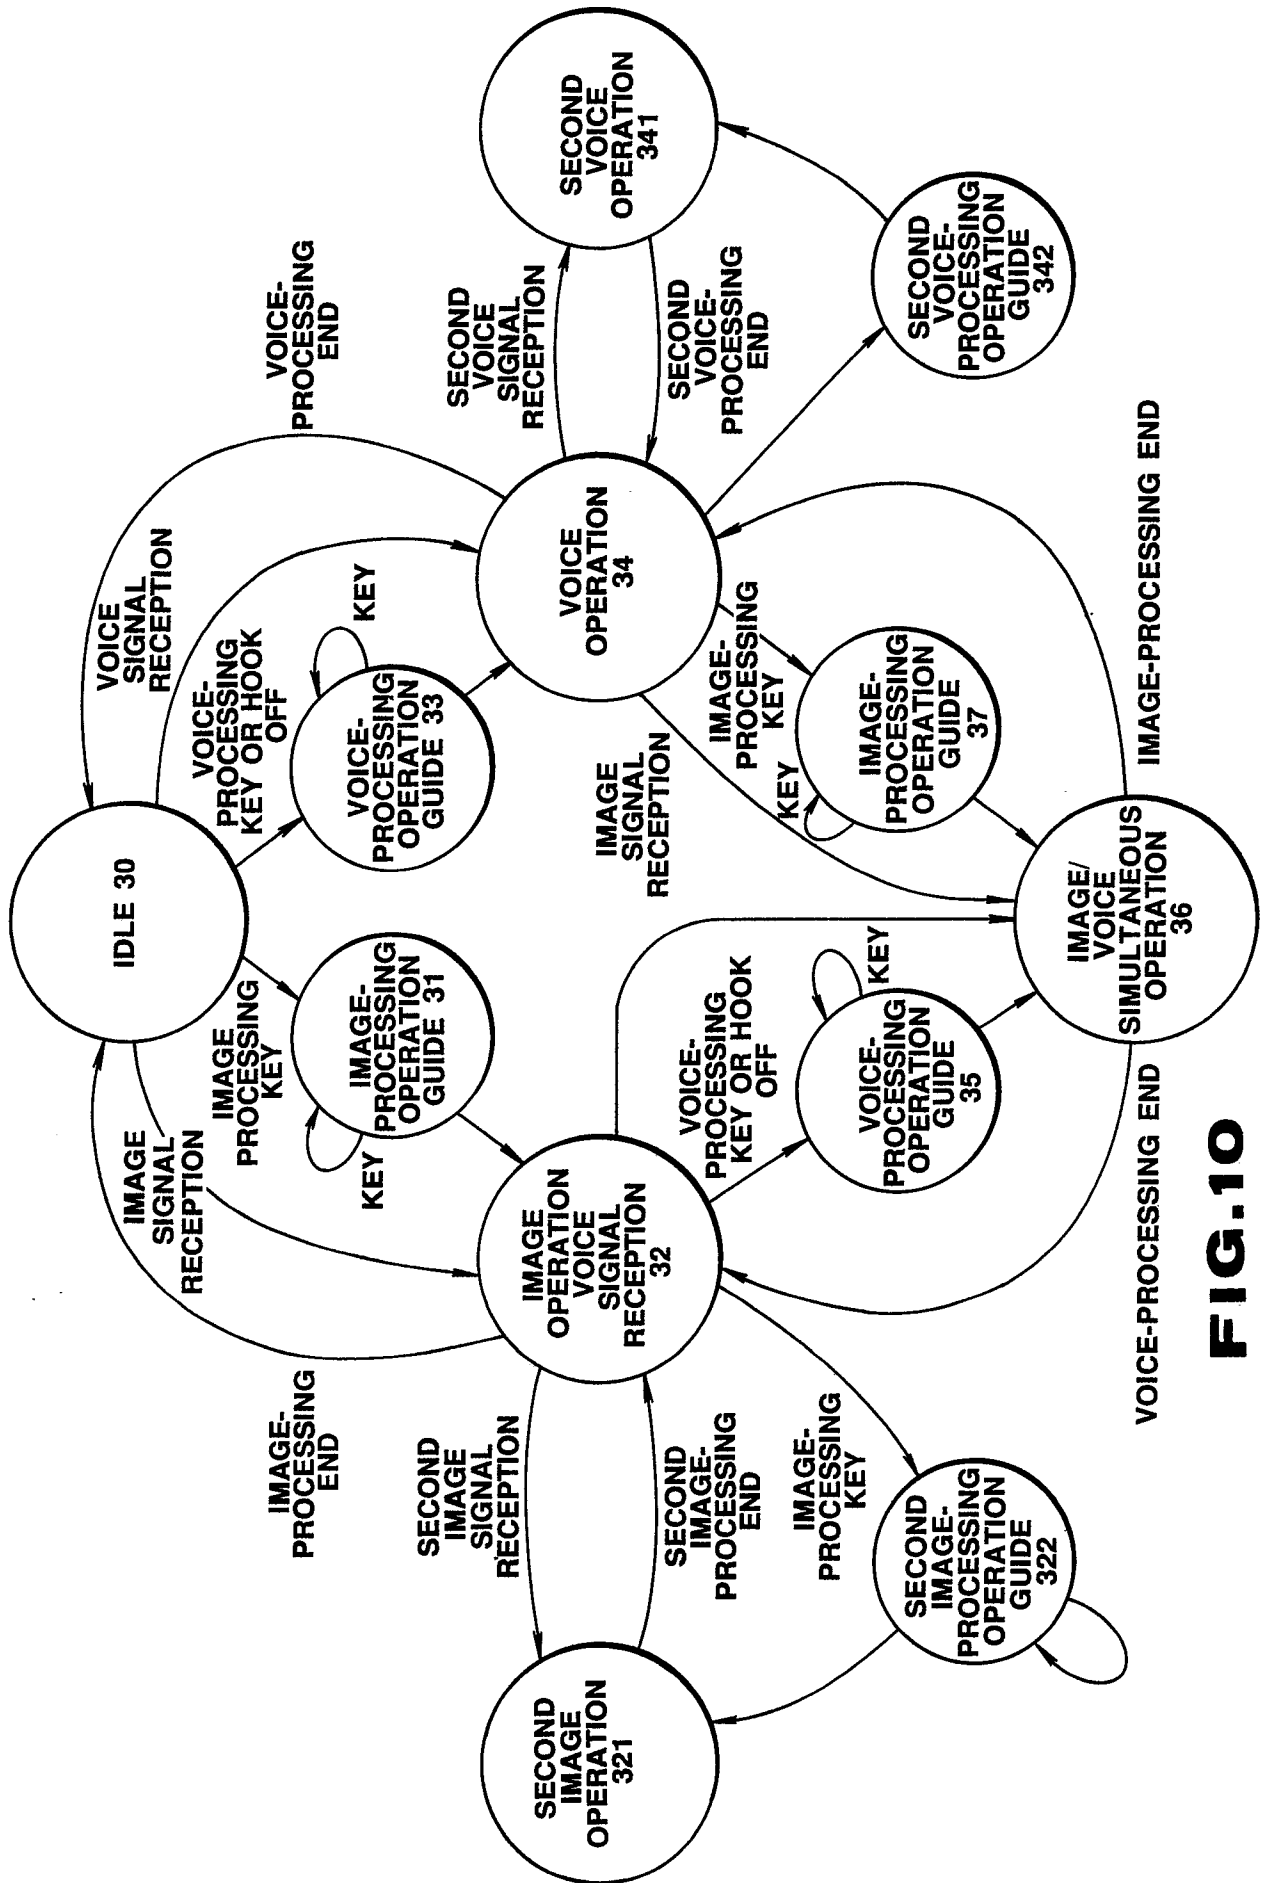 IDLE 30
IMAGE-
PROCESSING
END
IMAGE
SIGNAL
RECEPTION
IMAGE
PROCESSING
KEY
VOICE-
PROCESSING
KEY OR HOOK
OFF
VOICE
SIGNAL
RECEPTION
VOICE-
PROCESSING
END
IMAGE-
PROCESSING
OPERATION
GUIDE 31
KEY
VOICE-
PROCESSING
OPERATION
GUIDE 33
KEY
SECOND
IMAGE
OPERATION
321
SECOND
IMAGE
SIGNAL
RECEPTION
SECOND
IMAGE-
PROCESSING
END
IMAGE
OPERATION
VOICE
SIGNAL
RECEPTION
32
IMAGE
SIGNAL
RECEPTION
VOICE
OPERATION
34
SECOND
VOICE
SIGNAL
RECEPTION
SECOND
VOICE-
PROCESSING
END
SECOND
VOICE
OPERATION
341
IMAGE-
PROCESSING
KEY
VOICE-
PROCESSING
KEY OR HOOK
OFF
IMAGE-
PROCESSING
KEY
SECOND
IMAGE-
PROCESSING
OPERATION
GUIDE
322
VOICE-
PROCESSING
OPERATION
GUIDE
35
KEY
KEY
IMAGE-
PROCESSING
OPERATION
GUIDE
37
SECOND
VOICE-
PROCESSING
OPERATION
GUIDE
342
VOICE-PROCESSING END
IMAGE/
VOICE
SIMULTANEOUS
OPERATION
36
IMAGE-PROCESSING END
FIG.10